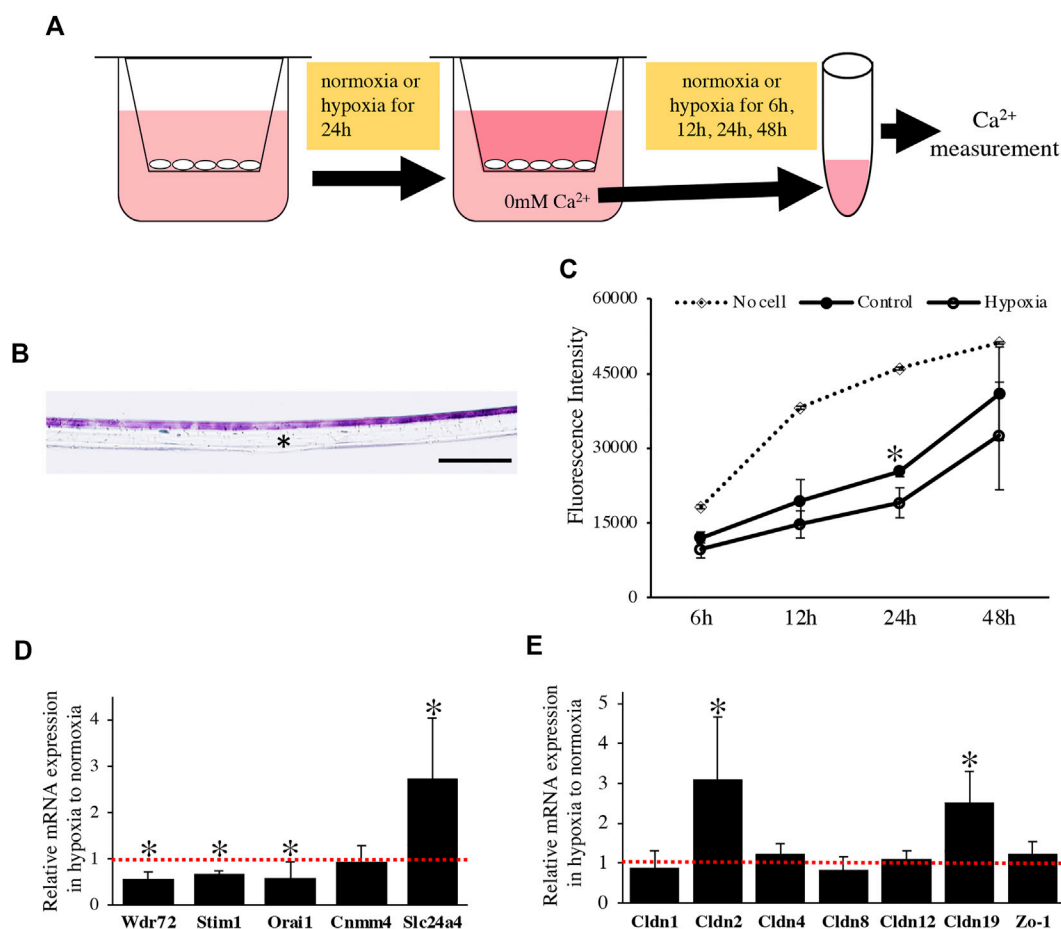 A
normoxia or
hypoxia for
24h
normoxia or
hypoxia for 6h,
12h, 24h, 48h
0mM Ca²⁺
Ca²⁺
measurement
B
*
C
No cell
Control
Hypoxia
Fluorescence Intensity
60000
45000
30000
15000
0
*
6h
12h
24h
48h
D
Relative mRNA expression
in hypoxia to normoxia
4
3
2
1
0
*
*
*
*
Wdr72
Stim1
Orai1
Cnmm4
Slc24a4
E
Relative mRNA expression
in hypoxia to normoxia
5
4
3
2
1
0
*
*
Cldn1
Cldn2
Cldn4
Cldn8
Cldn12
Cldn19
Zo-1